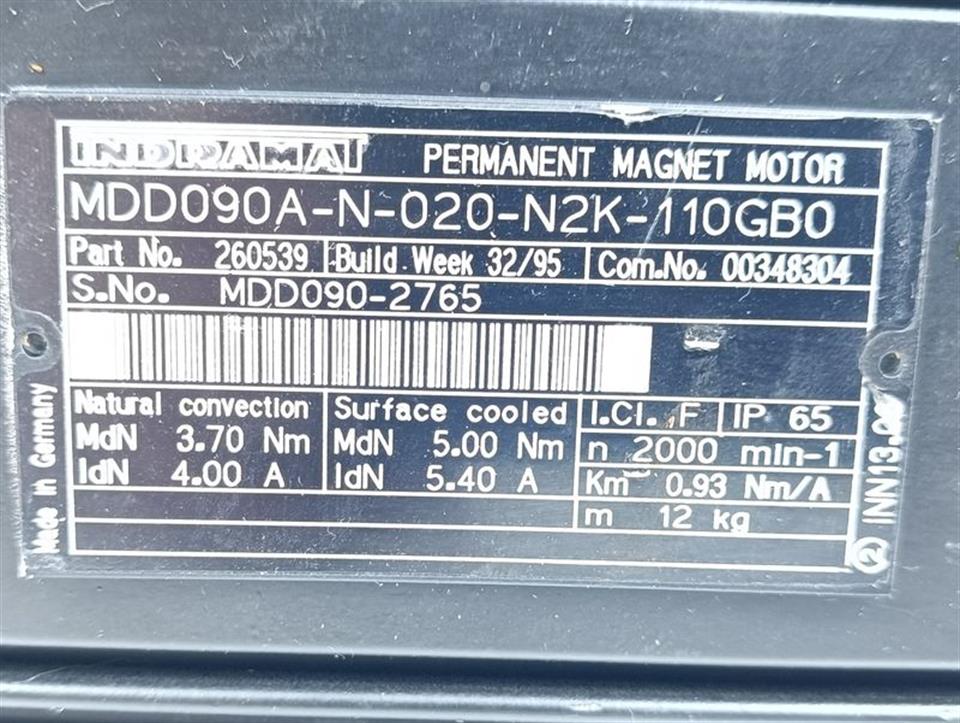 INDRAMAT PERMANENT MAGNET MOTOR
MDD090A-N-020-N2K-110GB0
Part No. 260539 Build Week 32/95 Com.No. 00348304
S.No. MDD090-2765
Natural convection Surface cooled I.Cl. F IP 65
MdN 3.70 Nm MdN 5.00 Nm n 2000 min-1
IdN 4.00 A IdN 5.40 A Km 0.93 Nm/A
m 12 kg
Made in Germany
INN13.06